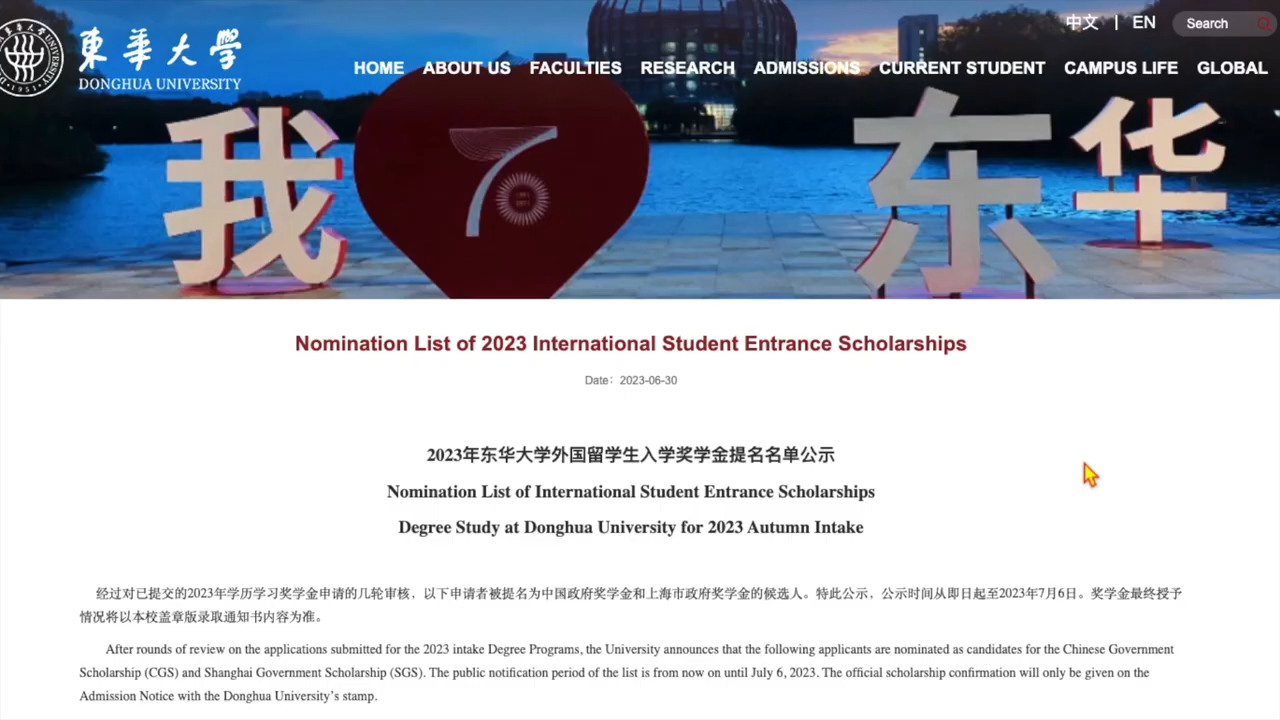 中文 | EN Search
東華大學
DONGHUA UNIVERSITY
HOME ABOUT US FACULTIES RESEARCH ADMISSIONS CURRENT STUDENT CAMPUS LIFE GLOBAL
我 7 东华
Nomination List of 2023 International Student Entrance Scholarships
Date：2023-06-30
2023年东华大学外国留学生入学奖学金提名名单公示
Nomination List of International Student Entrance Scholarships
Degree Study at Donghua University for 2023 Autumn Intake
经过对已提交的2023年学历学习奖学金申请的几轮审核，以下申请者被提名为中国政府奖学金和上海市政府奖学金的候选人。特此公示，公示时间从即日起至2023年7月6日。奖学金最终授予
情况将以本校盖章版录取通知书内容为准。
After rounds of review on the applications submitted for the 2023 intake Degree Programs, the University announces that the following applicants are nominated as candidates for the Chinese Government
Scholarship (CGS) and Shanghai Government Scholarship (SGS). The public notification period of the list is from now on until July 6, 2023. The official scholarship confirmation will only be given on the
Admission Notice with the Donghua University’s stamp.